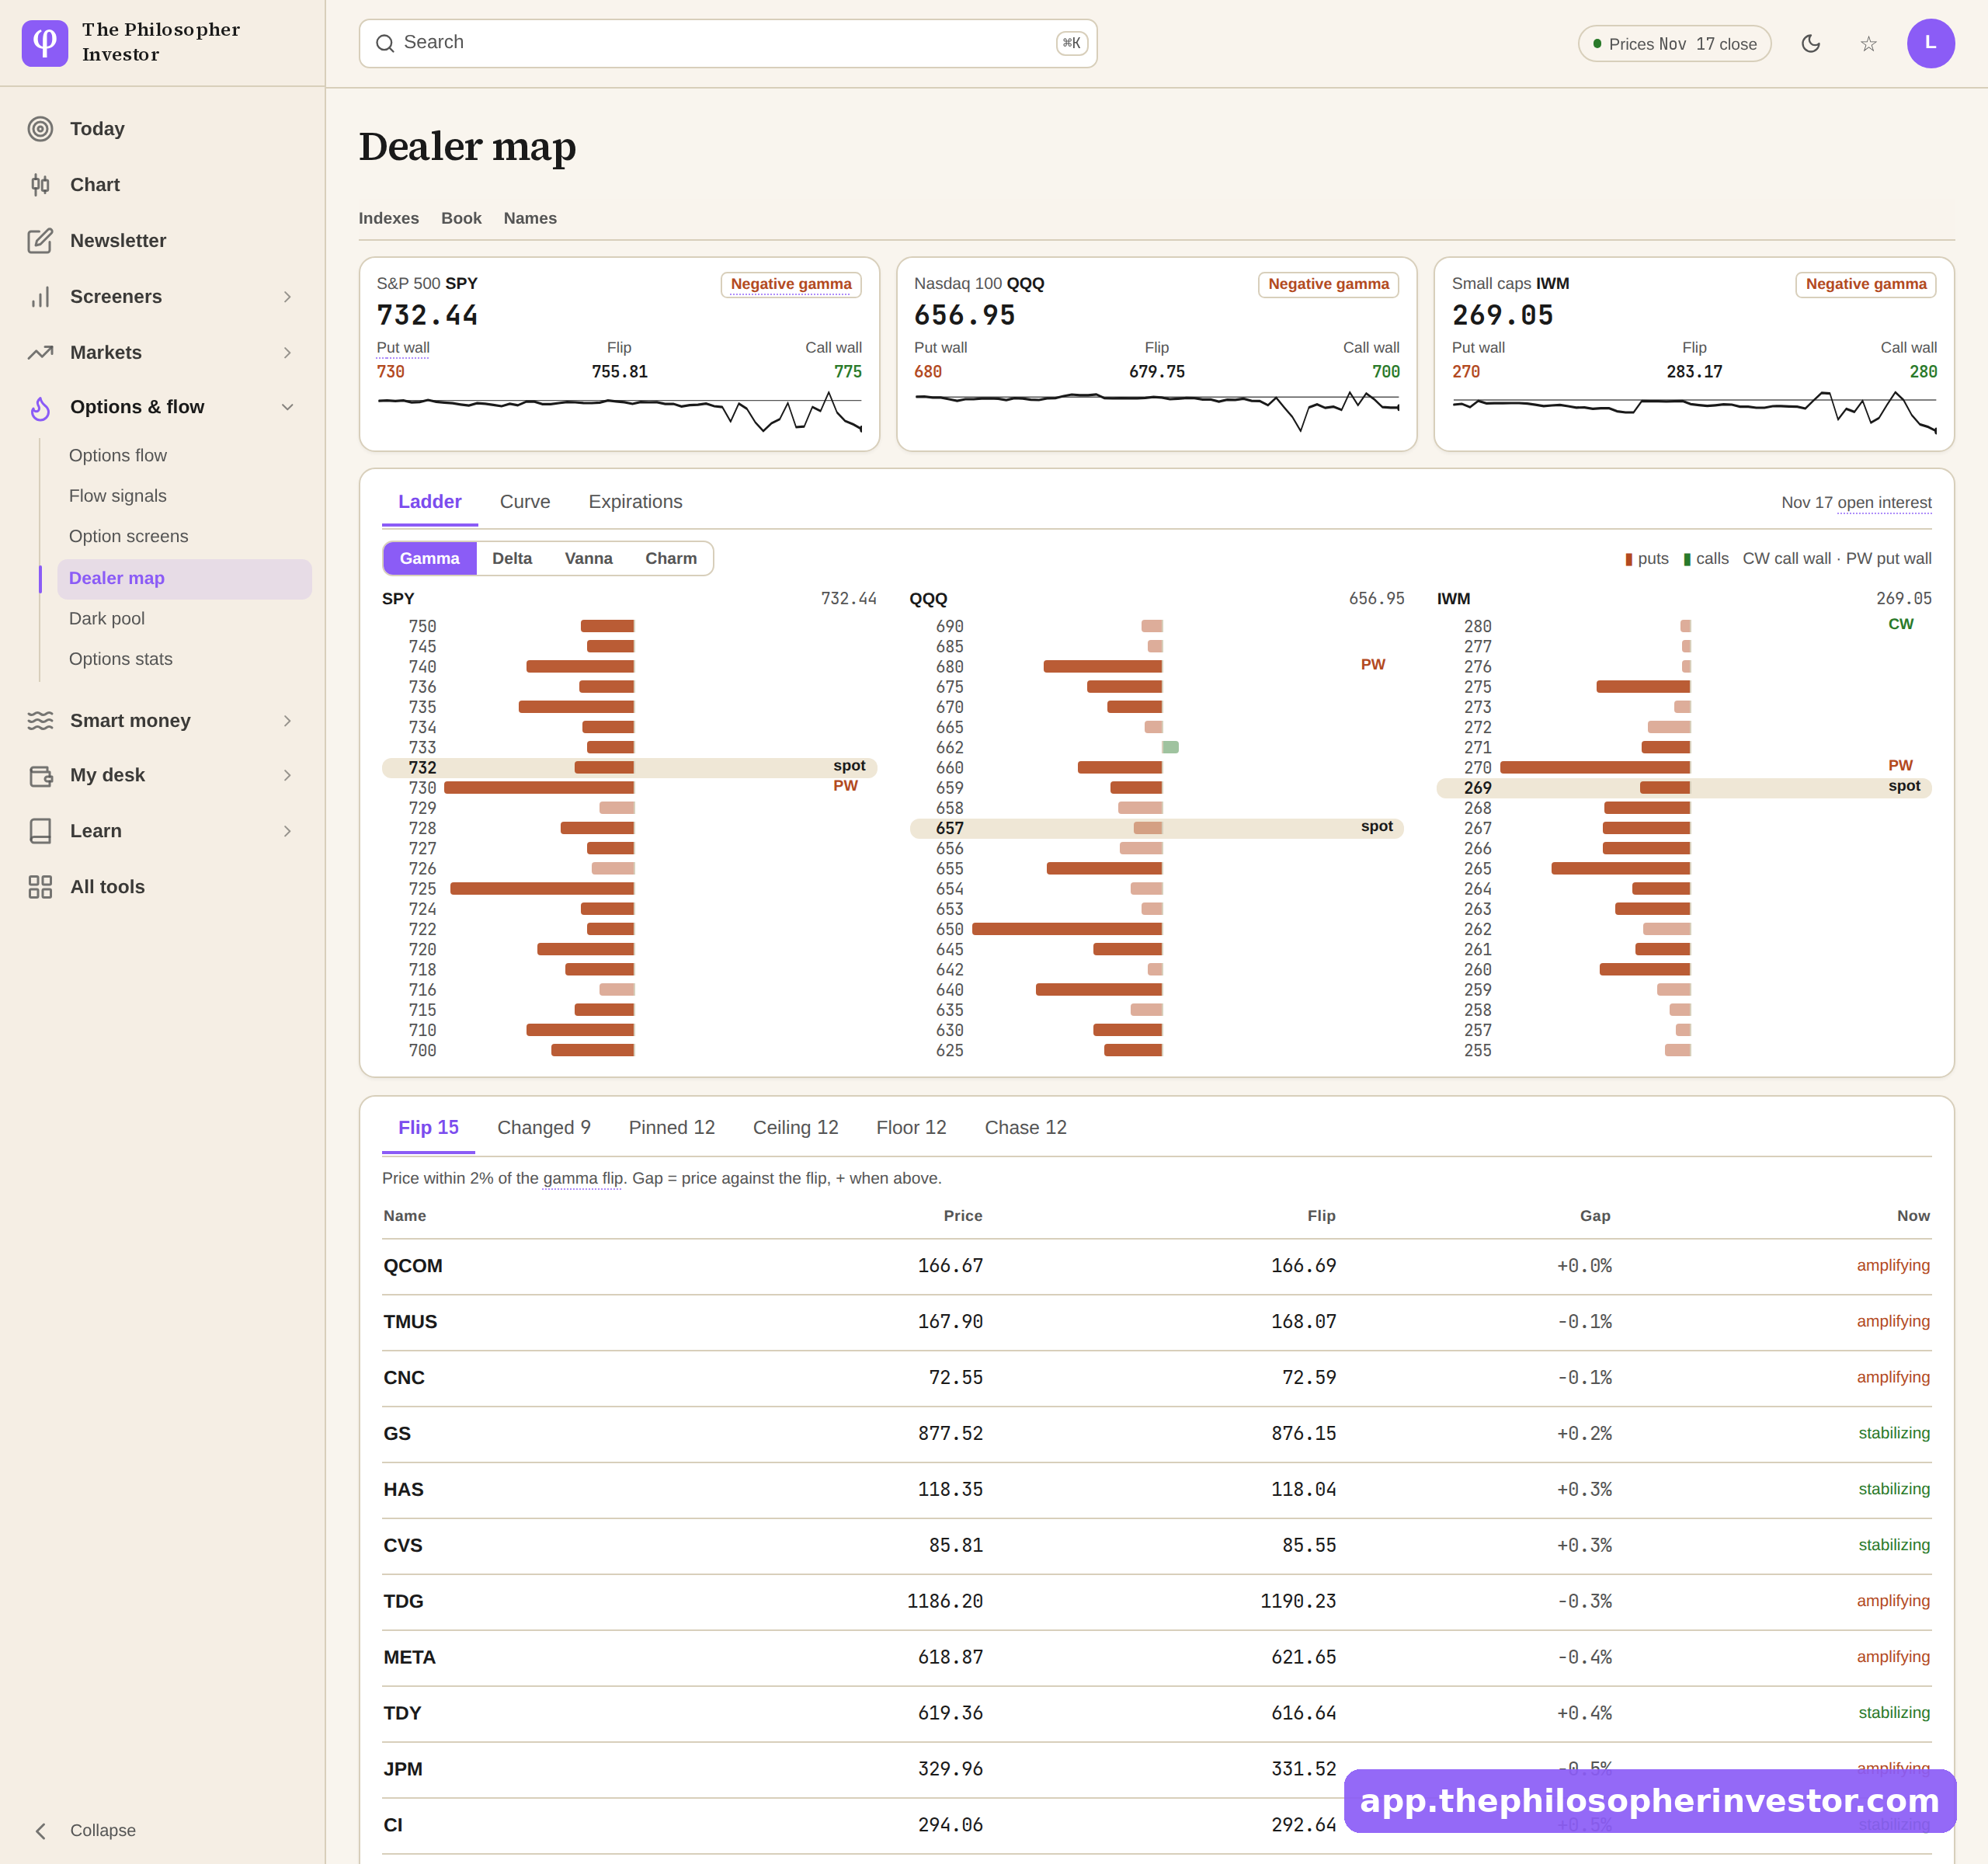 The Philosopher
Investor
Search
⌘K
Prices Nov 17 close
L
Today
Chart
Newsletter
Screeners
Markets
Options & flow
Options flow
Flow signals
Option screens
Dealer map
Dark pool
Options stats
Smart money
My desk
Learn
All tools
Collapse
Dealer map
Indexes Book Names
S&P 500 SPY Negative gamma
732.44
Put wall Flip Call wall
730 755.81 775
Nasdaq 100 QQQ Negative gamma
656.95
Put wall Flip Call wall
680 679.75 700
Small caps IWM Negative gamma
269.05
Put wall Flip Call wall
270 283.17 280
Ladder Curve Expirations Nov 17 open interest
Gamma Delta Vanna Charm puts calls CW call wall · PW put wall
SPY 732.44
750
745
740
736
735
734
733
732 spot
730 PW
729
728
727
726
725
724
722
720
718
716
715
710
700
QQQ 656.95
690
685
680 PW
675
670
665
662
660
659
658
657 spot
656
655
654
653
650
645
642
640
635
630
625
IWM 269.05
280 CW
277
276
275
273
272
271
270 PW
269 spot
268
267
266
265
264
263
262
261
260
259
258
257
255
Flip 15 Changed 9 Pinned 12 Ceiling 12 Floor 12 Chase 12
Price within 2% of the gamma flip. Gap = price against the flip, + when above.
Name Price Flip Gap Now
QCOM 166.67 166.69 +0.0% amplifying
TMUS 167.90 168.07 -0.1% amplifying
CNC 72.55 72.59 -0.1% amplifying
GS 877.52 876.15 +0.2% stabilizing
HAS 118.35 118.04 +0.3% stabilizing
CVS 85.81 85.55 +0.3% stabilizing
TDG 1186.20 1190.23 -0.3% amplifying
META 618.87 621.65 -0.4% amplifying
TDY 619.36 616.64 +0.4% stabilizing
JPM 329.96 331.52 -0.5% amplifying
CI 294.06 292.64 +0.5% stabilizing
app.thephilosopherinvestor.com